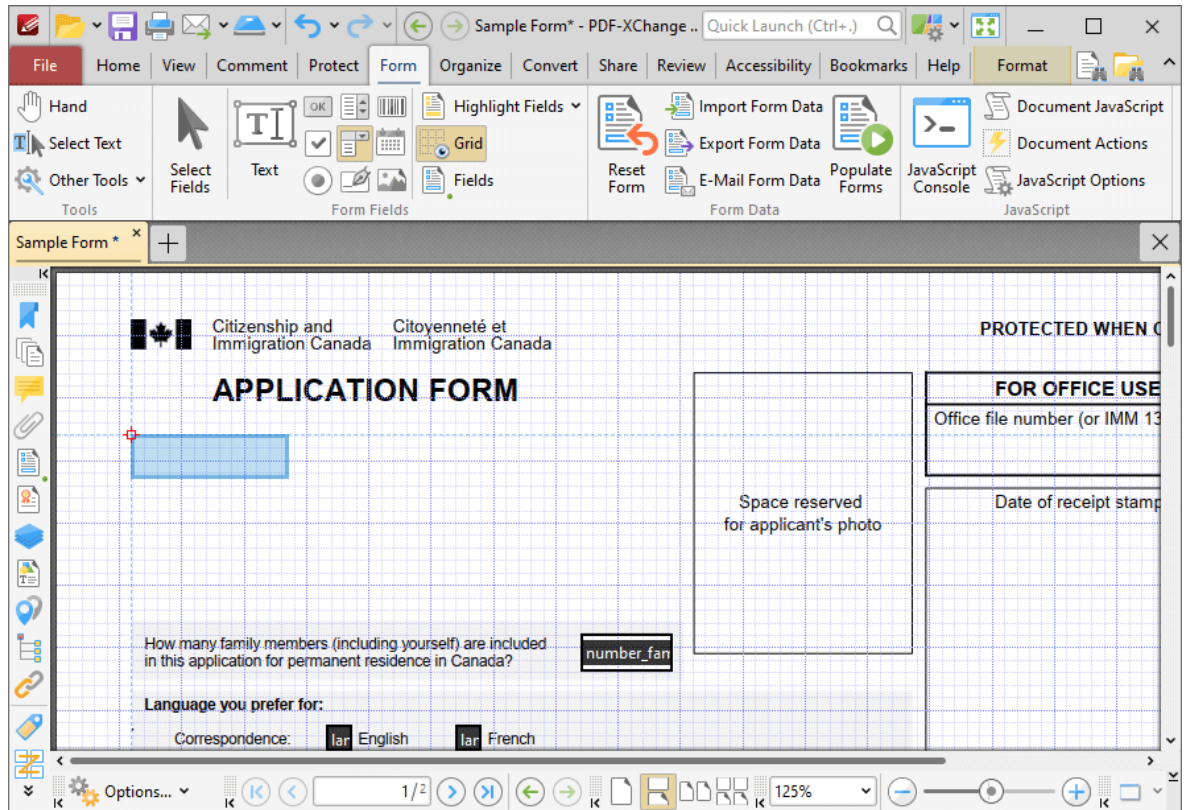 Sample Form* - PDF-XChange .. Quick Launch (Ctrl+.)
File Home View Comment Protect Form Organize Convert Share Review Accessibility Bookmarks Help Format
Hand
Select Text
Other Tools
Tools
Select Fields
Text
OK
Highlight Fields
Grid
Fields
Form Fields
Reset Form
Import Form Data
Export Form Data
E-Mail Form Data
Populate Forms
Form Data
JavaScript Console
Document JavaScript
Document Actions
JavaScript Options
JavaScript
Sample Form *
Citizenship and Immigration Canada
Citoyenneté et Immigration Canada
PROTECTED WHEN C
APPLICATION FORM
FOR OFFICE USE
Office file number (or IMM 13
Space reserved
for applicant's photo
Date of receipt stamp
How many family members (including yourself) are included
in this application for permanent residence in Canada?
number_fam
Language you prefer for:
Correspondence: lar English lar French
Options... 1/2 125%